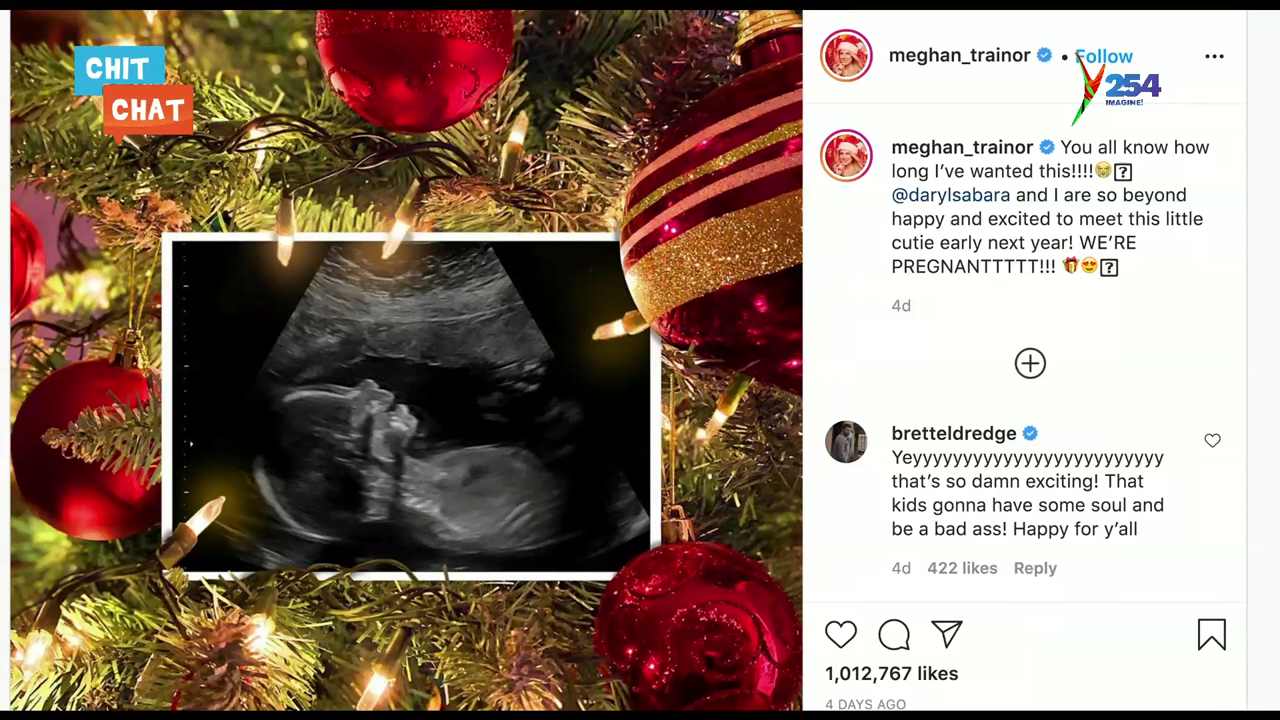 CHIT
CHAT
meghan_trainor • Follow
254
IMAGINE!
meghan_trainor You all know how
long I've wanted this!!!!😭
@darylsabara and I are so beyond
happy and excited to meet this little
cutie early next year! WE'RE
PREGNANTTTTT!!! 🎁😍
4d
bretteldredge
Yeyyyyyyyyyyyyyyyyyyyyyyyyy
that's so damn exciting! That
kids gonna have some soul and
be a bad ass! Happy for y'all
4d 422 likes Reply
1,012,767 likes
4 DAYS AGO